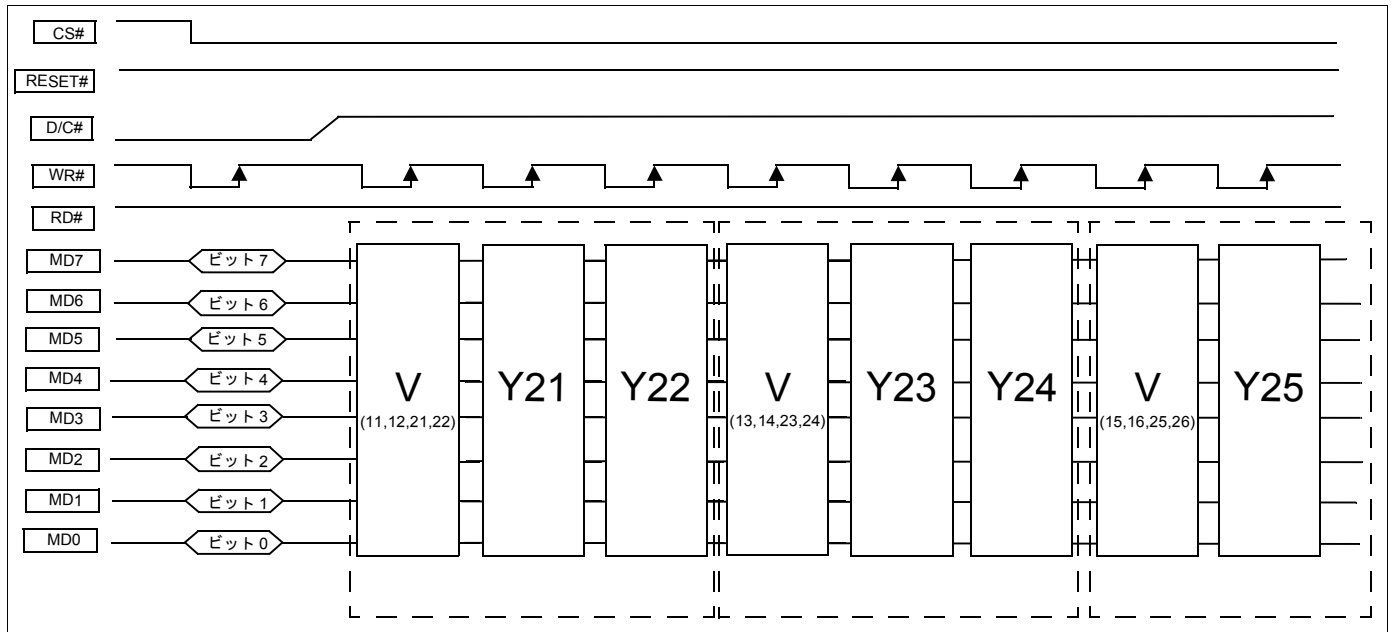 CS#
RESET#
D/C#
WR#
RD#
MD7 ビット 7
MD6 ビット 6
MD5 ビット 5
MD4 ビット 4
MD3 ビット 3
MD2 ビット 2
MD1 ビット 1
MD0 ビット 0
V Y21 Y22 V Y23 Y24 V Y25
(11,12,21,22) (13,14,23,24) (15,16,25,26)